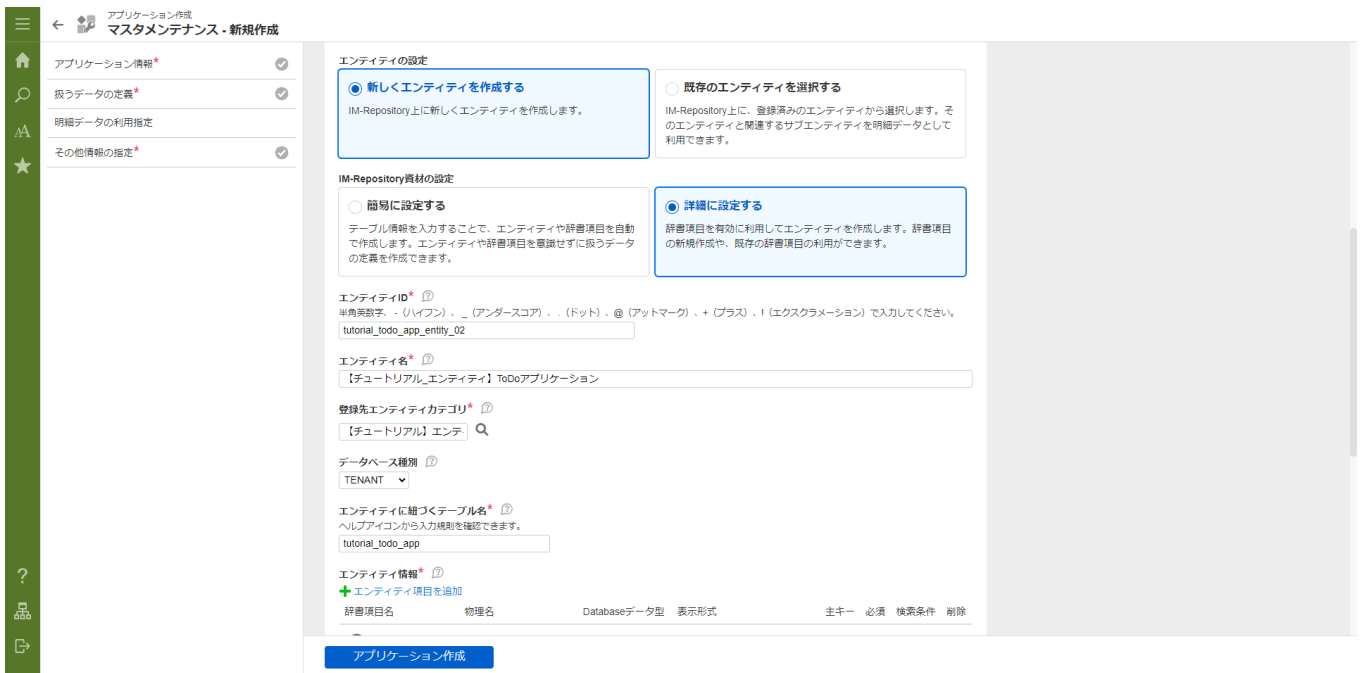 アプリケーション作成
マスタメンテナンス - 新規作成
アプリケーション情報*
扱うデータの定義*
明細データの利用指定
その他情報の指定*
エンティティの設定
新しくエンティティを作成する
IM-Repository上に新しくエンティティを作成します。
既存のエンティティを選択する
IM-Repository上に、登録済みのエンティティから選択します。そ
のエンティティと関連するサブエンティティを明細データとして
利用できます。
IM-Repository資材の設定
簡易に設定する
テーブル情報を入力することで、エンティティや辞書項目を自動
で作成します。エンティティや辞書項目を意識せずに扱うデータ
の定義を作成できます。
詳細に設定する
辞書項目を有効に利用してエンティティを作成します。辞書項目
の新規作成や、既存の辞書項目の利用ができます。
エンティティID*
半角英数字、 -（ハイフン）、 _（アンダースコア）、 .（ドット）、@（アットマーク）、+（プラス）、!（エクスクラメーション）で入力してください。
tutorial_todo_app_entity_02
エンティティ名*
【チュートリアル_エンティティ】ToDoアプリケーション
登録先エンティティカテゴリ*
【チュートリアル】エンテ
データベース種別
TENANT
エンティティに紐づくテーブル名*
ヘルプアイコンから入力規則を確認できます。
tutorial_todo_app
エンティティ情報*
エンティティ項目を追加
辞書項目名 物理名 Databaseデータ型 表示形式 主キー 必須 検索条件 削除
アプリケーション作成